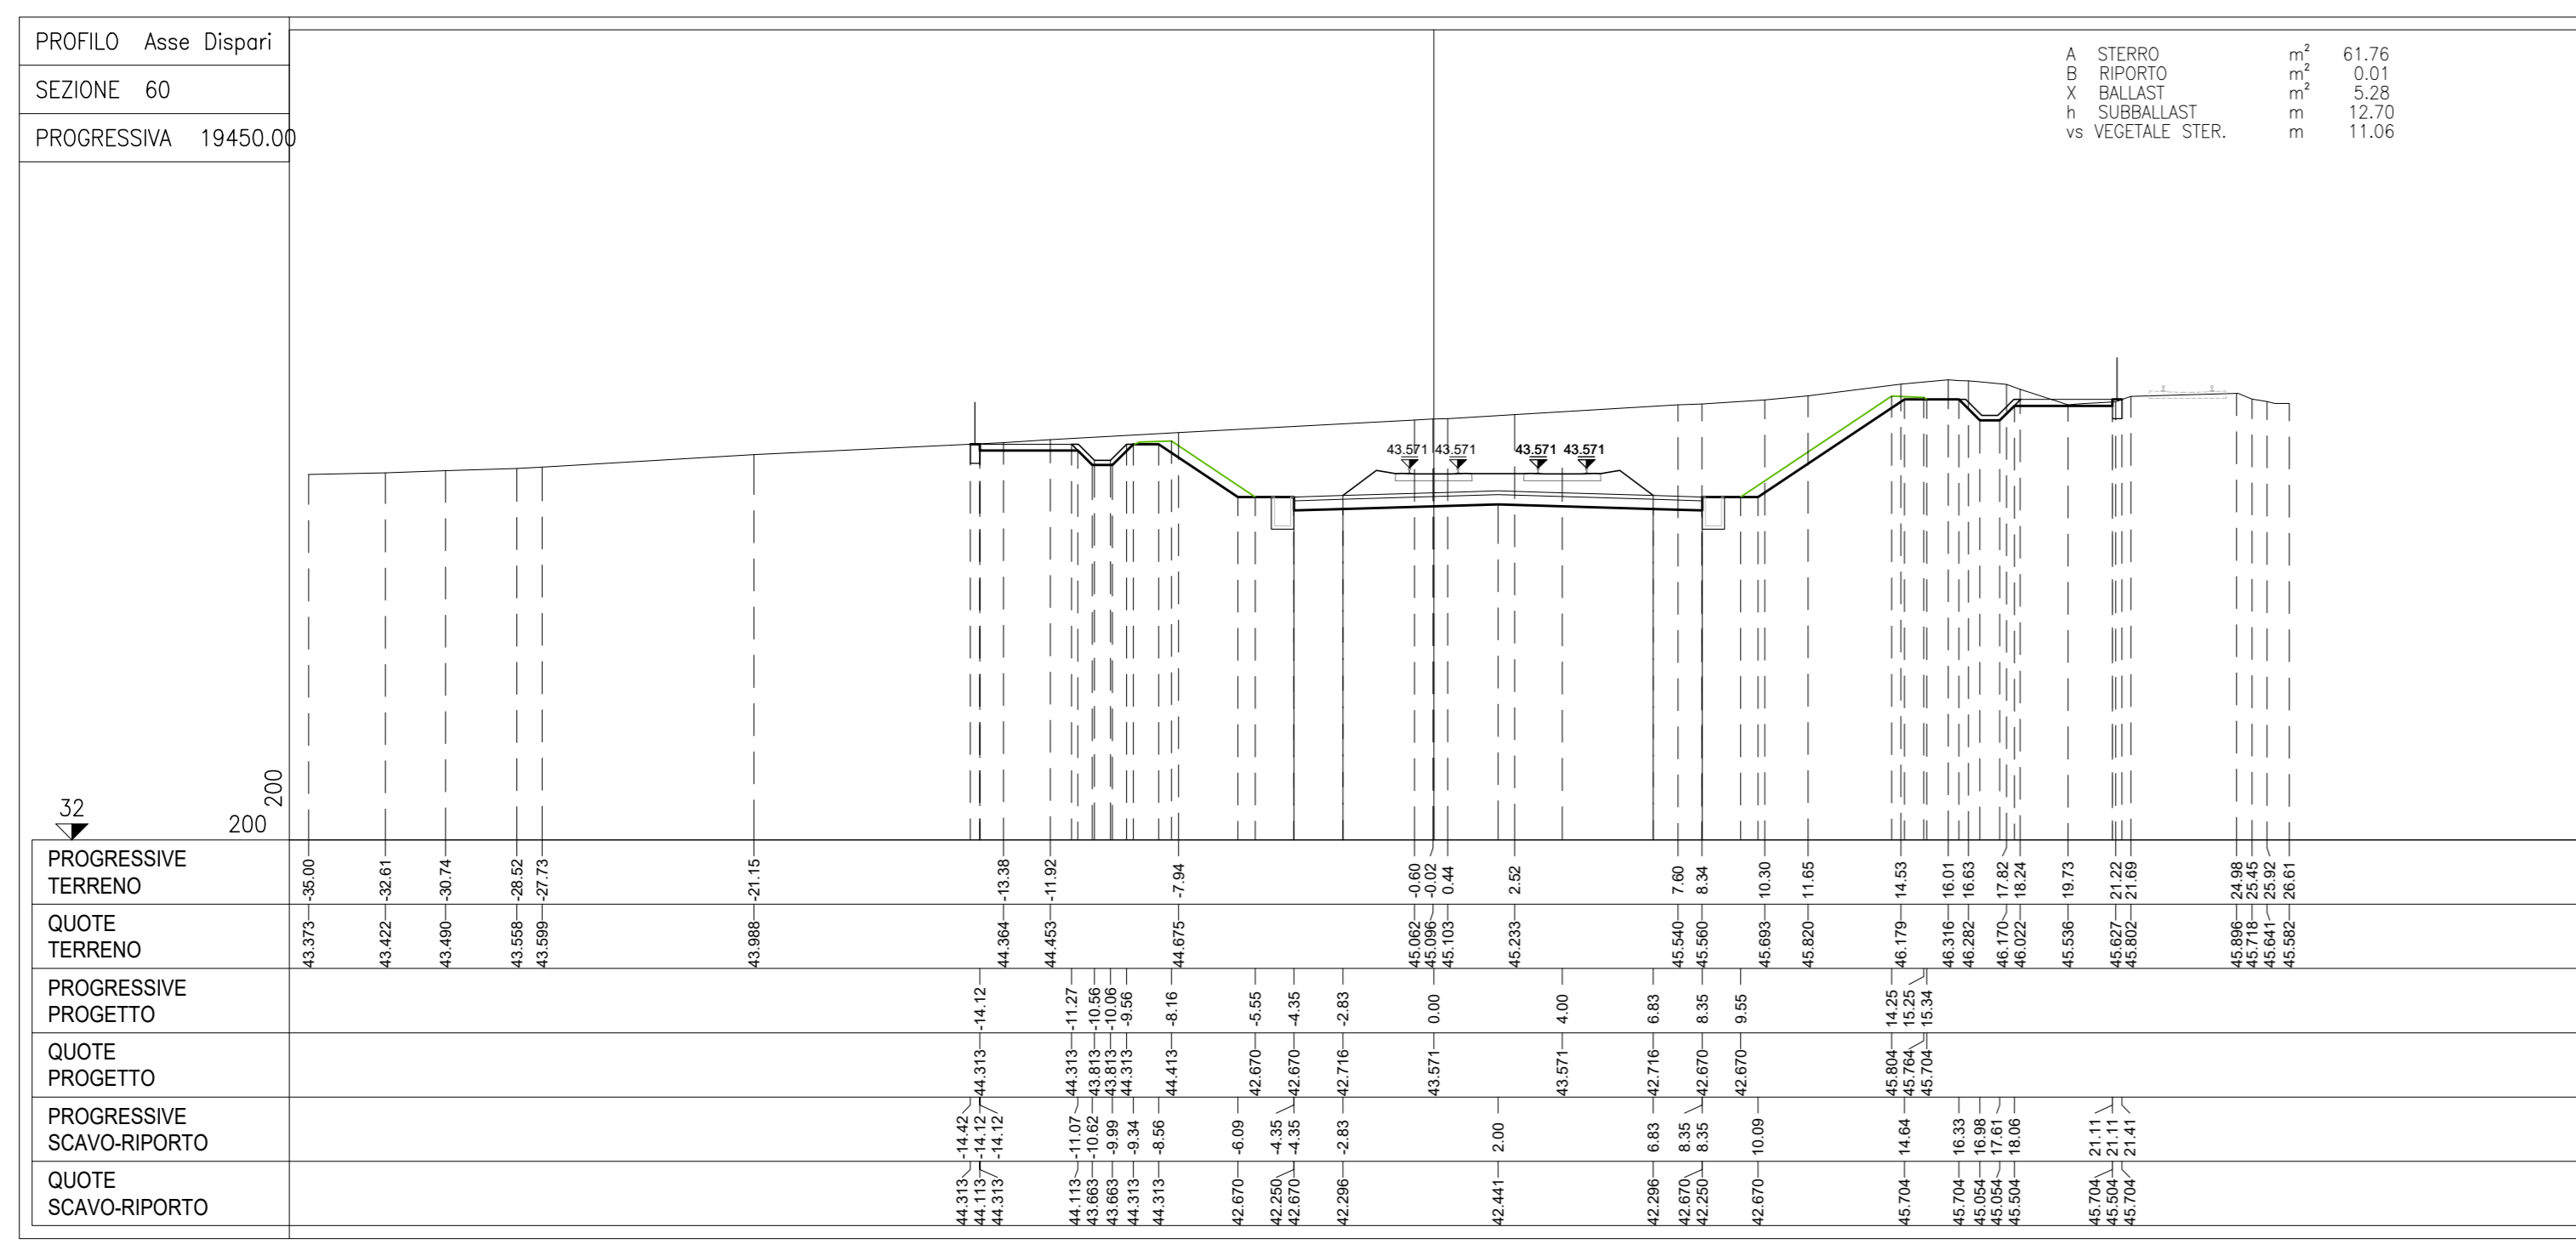 PROFILO Asse Dispari
SEZIONE 60
PROGRESSIVA 19450.00
A STERRO m² 61.76
B RIPORTO m² 0.01
X BALLAST m² 5.28
h SUBBALLAST m 12.70
vs VEGETALE STER. m 11.06
43.571 43.571 43.571 43.571
200
32
200
PROGRESSIVE
TERRENO
-35.00 -32.61 -30.74 -28.52 -27.73 -21.15 -13.38 -11.92 -7.94 -0.60 -0.02 0.44 2.52 7.60 8.34 10.30 11.65 14.53 16.01 16.63 17.82 18.24 19.73 21.22 21.69 24.98 25.45 25.92 26.61
QUOTE
TERRENO
43.373 43.422 43.490 43.558 43.599 43.988 44.364 44.453 44.675 45.062 45.096 45.103 45.233 45.540 45.560 45.693 45.820 46.179 46.316 46.282 46.170 46.022 45.536 45.627 45.802 45.896 45.718 45.641 45.582
PROGRESSIVE
PROGETTO
-14.12 -11.27 -10.56 -10.06 -9.56 -8.16 -5.55 -4.35 -2.83 0.00 4.00 6.83 8.35 9.55 14.25 15.25 15.34
QUOTE
PROGETTO
44.313 44.313 43.813 43.813 44.313 44.413 42.670 42.670 42.716 43.571 43.571 42.716 42.670 42.670 45.804 45.764 45.704
PROGRESSIVE
SCAVO-RIPORTO
-14.42 -14.12 -14.12 -11.07 -10.62 -9.99 -9.34 -8.56 -6.09 -4.35 -4.35 -2.83 2.00 6.83 8.35 8.35 10.09 14.64 16.33 16.98 17.61 18.06 21.11 21.11 21.41
QUOTE
SCAVO-RIPORTO
44.313 44.113 44.313 44.113 43.663 43.663 44.313 44.313 42.670 42.250 42.670 42.296 42.441 42.296 42.670 42.250 42.670 45.704 45.704 45.054 45.054 45.504 45.704 45.504 45.704